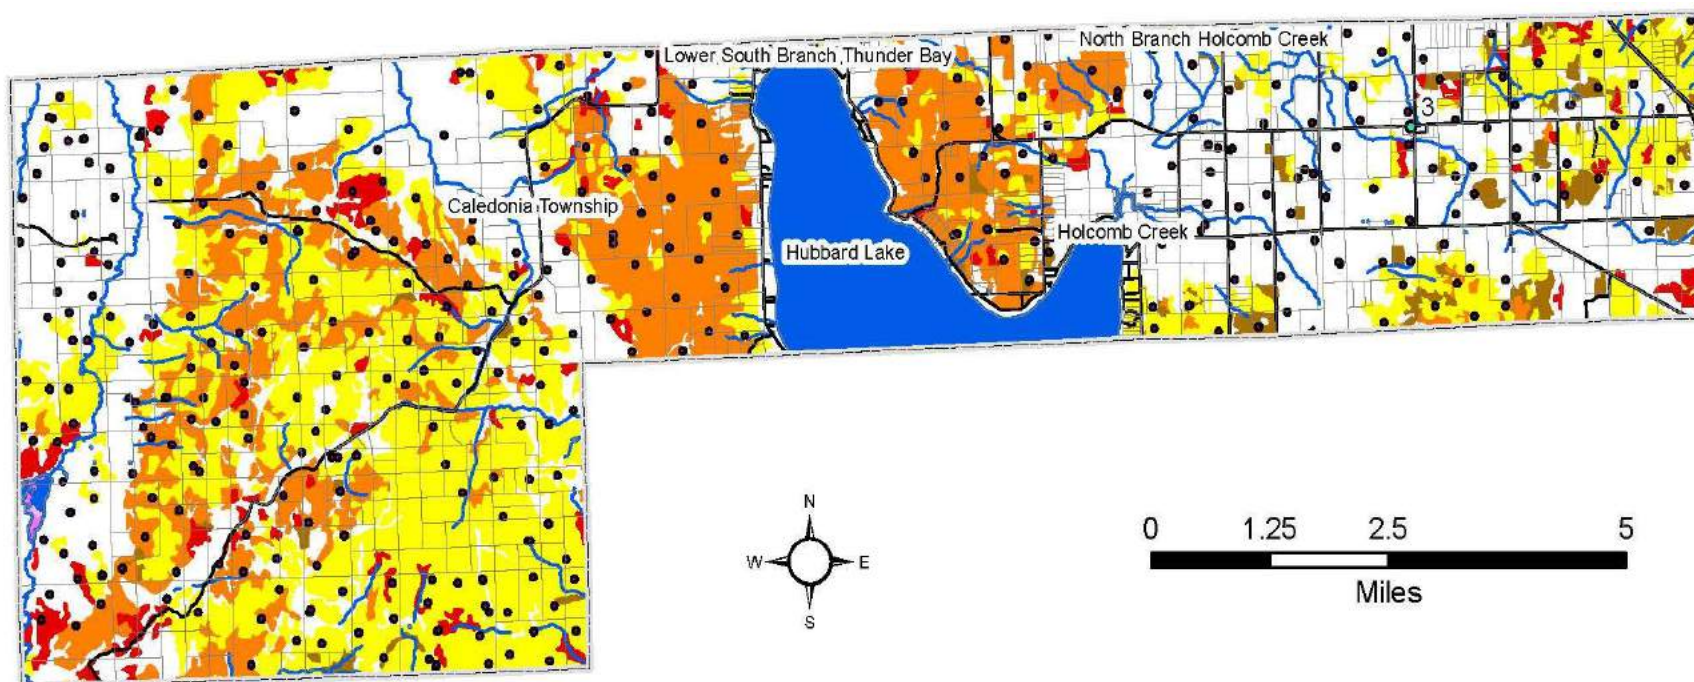 Lower South Branch Thunder Bay
North Branch Holcomb Creek
3
Caledonia Township
Holcomb Creek
Hubbard Lake
N
W
E
S
0 1.25 2.5 5
Miles